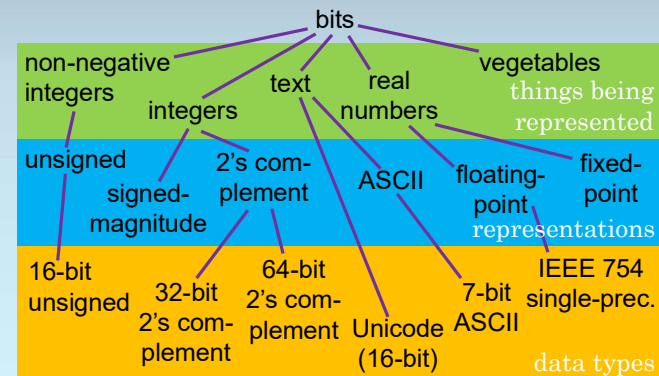 bits
non-negative
integers
integers
text
real
numbers
vegetables
things being
represented
unsigned
signed-
magnitude
2's com-
plement
ASCII
floating-
point
fixed-
point
representations
16-bit
unsigned
32-bit
2's com-
plement
64-bit
2's com-
plement
Unicode
(16-bit)
7-bit
ASCII
IEEE 754
single-prec.
data types